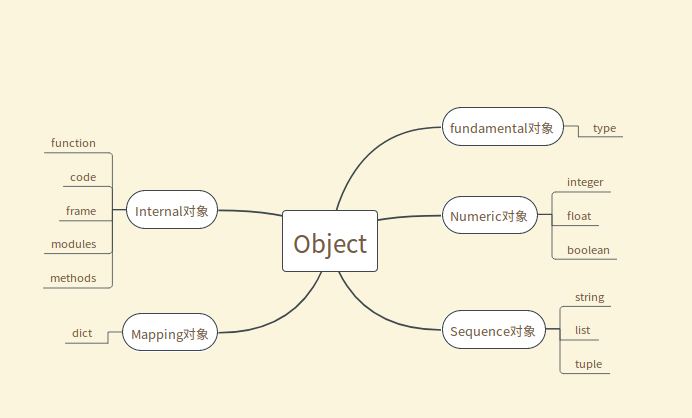 Object
fundamental对象
type
Numeric对象
integer
float
boolean
Sequence对象
string
list
tuple
Internal对象
function
code
frame
modules
methods
Mapping对象
dict